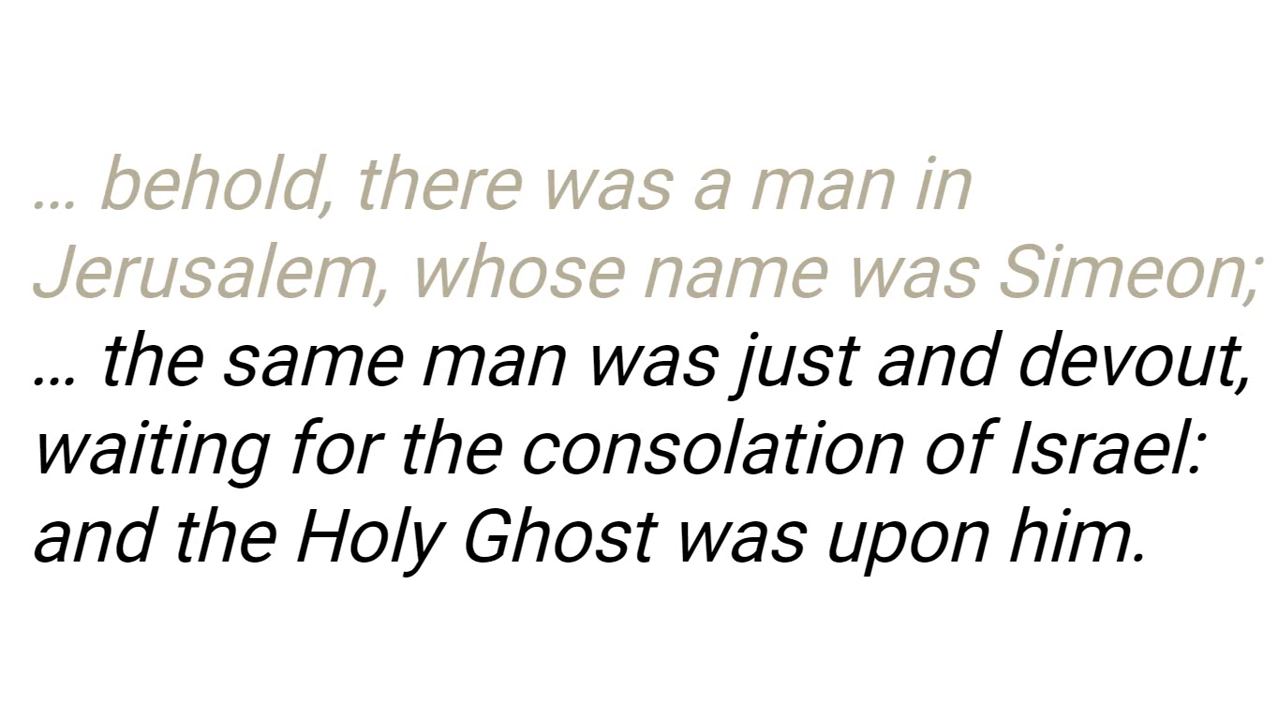 ... behold, there was a man in
Jerusalem, whose name was Simeon;
... the same man was just and devout,
waiting for the consolation of Israel:
and the Holy Ghost was upon him.